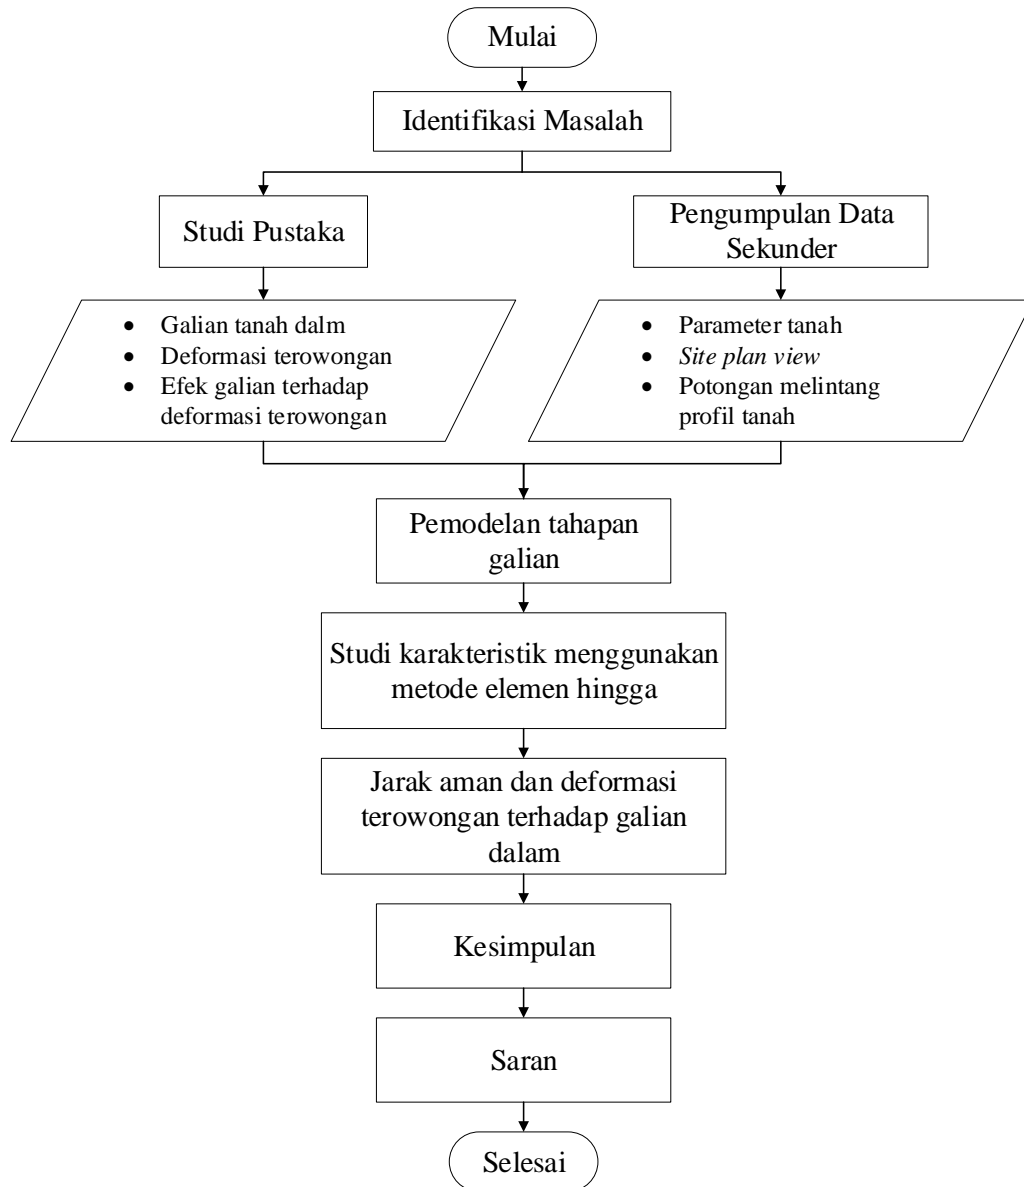 Mulai
Identifikasi Masalah
Studi Pustaka
Pengumpulan Data
Sekunder
• Galian tanah dalm
• Deformasi terowongan
• Efek galian terhadap
deformasi terowongan
• Parameter tanah
• Site plan view
• Potongan melintang
profil tanah
Pemodelan tahapan
galian
Studi karakteristik menggunakan
metode elemen hingga
Jarak aman dan deformasi
terowongan terhadap galian
dalam
Kesimpulan
Saran
Selesai